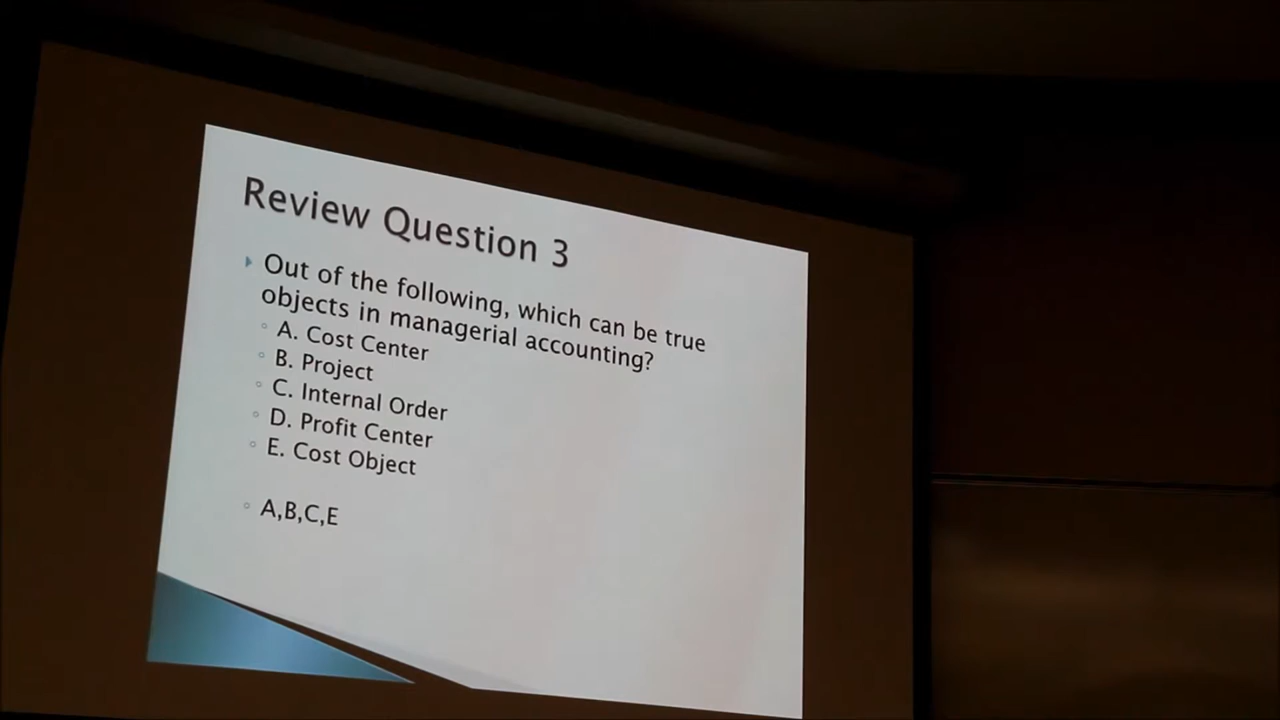 Review Question 3
Out of the following, which can be true
objects in managerial accounting?
A. Cost Center
B. Project
C. Internal Order
D. Profit Center
E. Cost Object
A,B,C,E